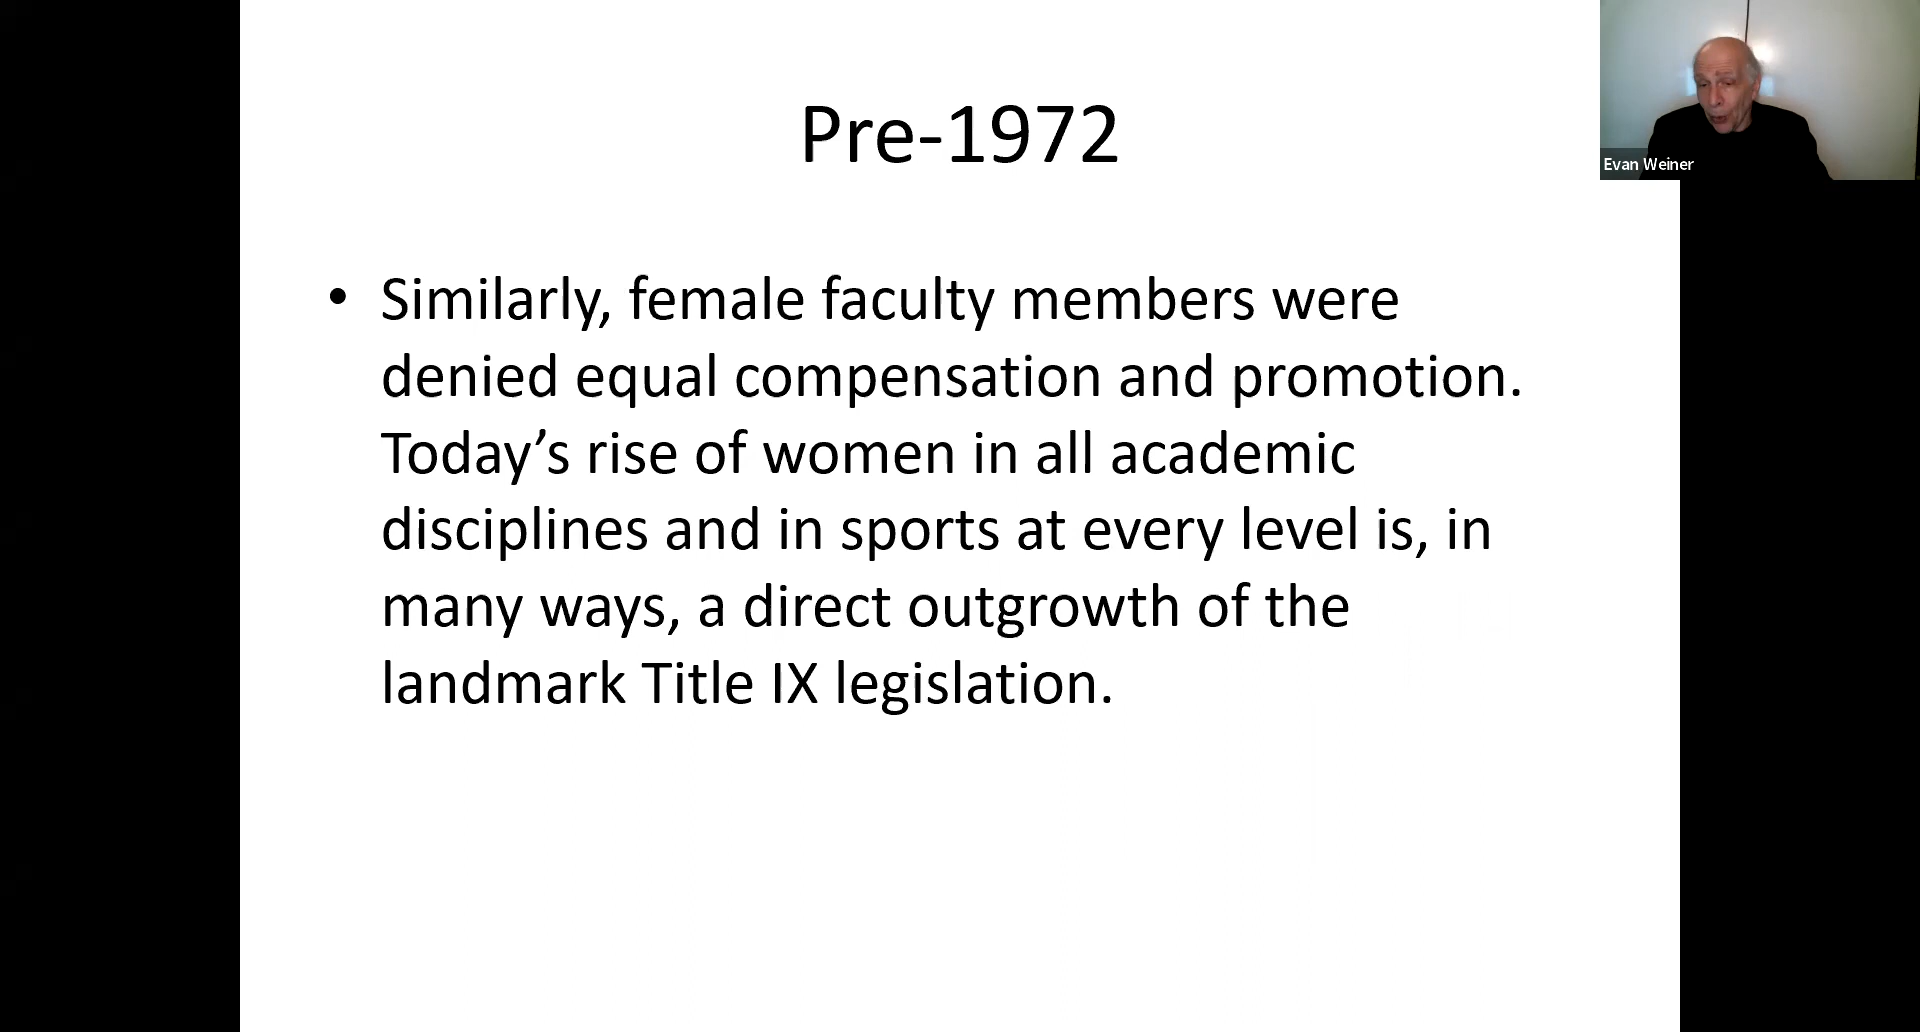 Pre-1972
Evan Weiner
• Similarly, female faculty members were
denied equal compensation and promotion.
Today’s rise of women in all academic
disciplines and in sports at every level is, in
many ways, a direct outgrowth of the
landmark Title IX legislation.